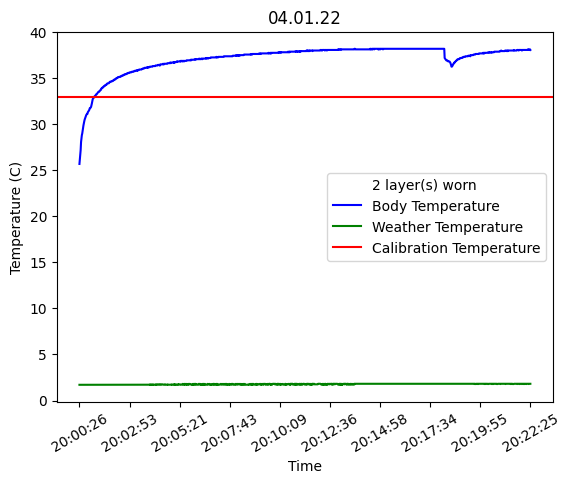 04.01.22
Temperature (C)
40
35
30
25
20
15
10
5
0
2 layer(s) worn
Body Temperature
Weather Temperature
Calibration Temperature
20:00:26 20:02:53 20:05:21 20:07:43 20:10:09 20:12:36 20:14:58 20:17:34 20:19:55 20:22:25
Time